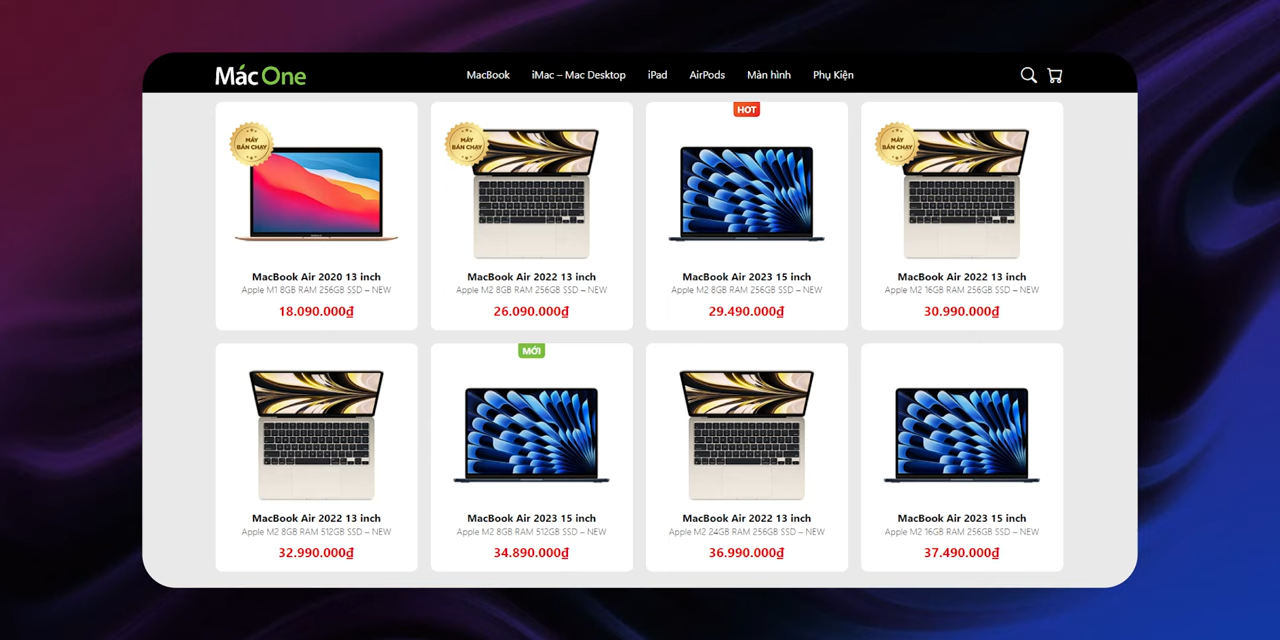 Mác One
MacBook
iMac – Mac Desktop
iPad
AirPods
Màn hình
Phụ Kiện
MÁY
BÁN CHẠY
MacBook Air 2020 13 inch
Apple M1 8GB RAM 256GB SSD – NEW
18.090.000₫
MÁY
BÁN CHẠY
MacBook Air 2022 13 inch
Apple M2 8GB RAM 256GB SSD – NEW
26.090.000₫
HOT
MacBook Air 2023 15 inch
Apple M2 8GB RAM 256GB SSD – NEW
29.490.000₫
MÁY
BÁN CHẠY
MacBook Air 2022 13 inch
Apple M2 16GB RAM 256GB SSD – NEW
30.990.000₫
MacBook Air 2022 13 inch
Apple M2 8GB RAM 512GB SSD – NEW
32.990.000₫
MỚI
MacBook Air 2023 15 inch
Apple M2 8GB RAM 512GB SSD – NEW
34.890.000₫
MacBook Air 2022 13 inch
Apple M2 24GB RAM 256GB SSD – NEW
36.990.000₫
MacBook Air 2023 15 inch
Apple M2 16GB RAM 256GB SSD – NEW
37.490.000₫